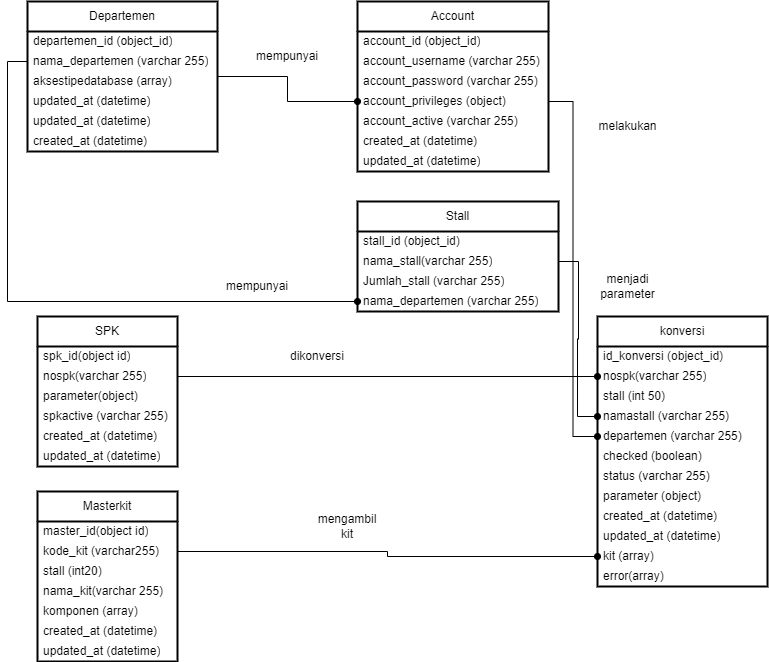 Departemen
departemen_id (object_id)
nama_departemen (varchar 255)
aksestipedatabase (array)
updated_at (datetime)
updated_at (datetime)
created_at (datetime)
mempunyai
Account
account_id (object_id)
account_username (varchar 255)
account_password (varchar 255)
account_privileges (object)
account_active (varchar 255)
created_at (datetime)
updated_at (datetime)
melakukan
Stall
stall_id (object_id)
nama_stall(varchar 255)
Jumlah_stall (varchar 255)
nama_departemen (varchar 255)
mempunyai
menjadi
parameter
SPK
spk_id(object id)
nospk(varchar 255)
parameter(object)
spkactive (varchar 255)
created_at (datetime)
updated_at (datetime)
dikonversi
konversi
id_konversi (object_id)
nospk(varchar 255)
stall (int 50)
namastall (varchar 255)
departemen (varchar 255)
checked (boolean)
status (varchar 255)
parameter (object)
created_at (datetime)
updated_at (datetime)
kit (array)
error(array)
Masterkit
master_id(object id)
kode_kit (varchar255)
stall (int20)
nama_kit(varchar 255)
komponen (array)
created_at (datetime)
updated_at (datetime)
mengambil
kit